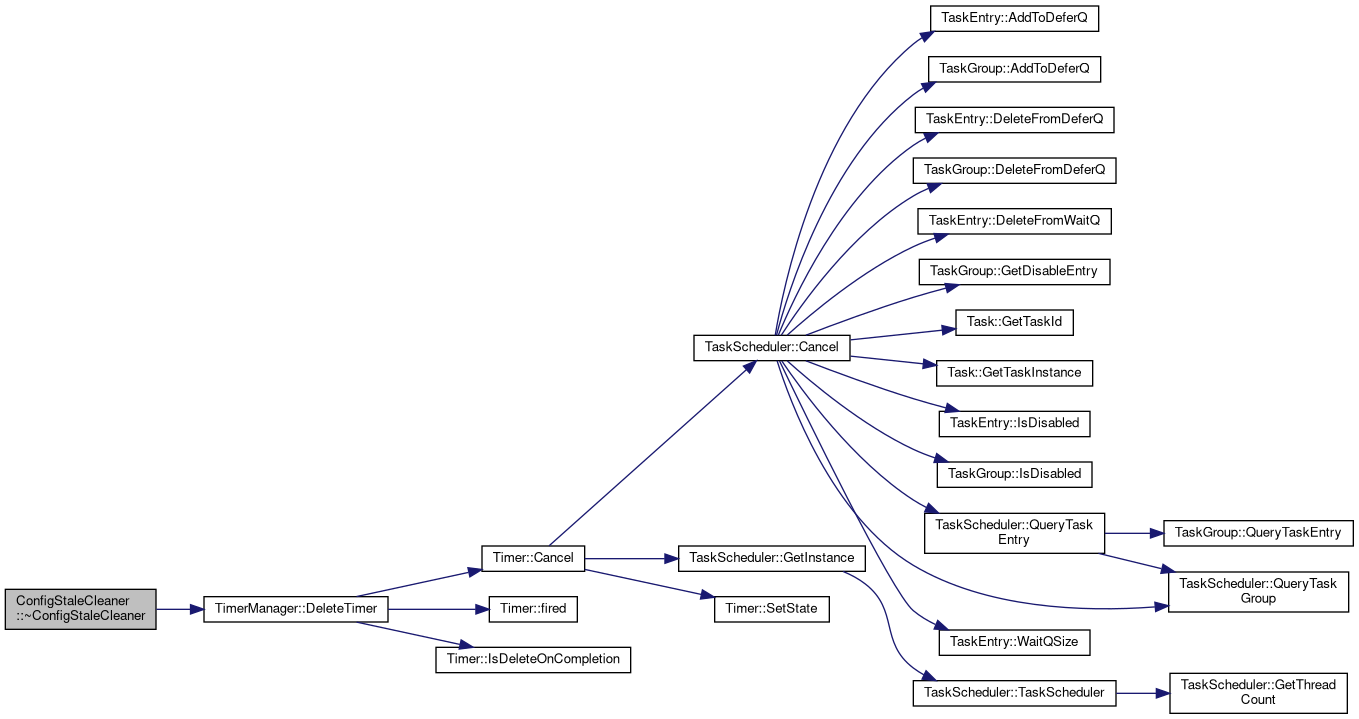 TaskEntry::AddToDeferQ
TaskGroup::AddToDeferQ
TaskEntry::DeleteFromDeferQ
TaskGroup::DeleteFromDeferQ
TaskEntry::DeleteFromWaitQ
TaskGroup::GetDisableEntry
Task::GetTaskId
TaskScheduler::Cancel
Task::GetTaskInstance
TaskEntry::IsDisabled
TaskGroup::IsDisabled
TaskScheduler::QueryTask
Entry
TaskGroup::QueryTaskEntry
Timer::Cancel
TaskScheduler::GetInstance
TaskScheduler::QueryTask
Group
ConfigStaleCleaner
::~ConfigStaleCleaner
TimerManager::DeleteTimer
Timer::fired
Timer::SetState
TaskEntry::WaitQSize
Timer::IsDeleteOnCompletion
TaskScheduler::TaskScheduler
TaskScheduler::GetThread
Count